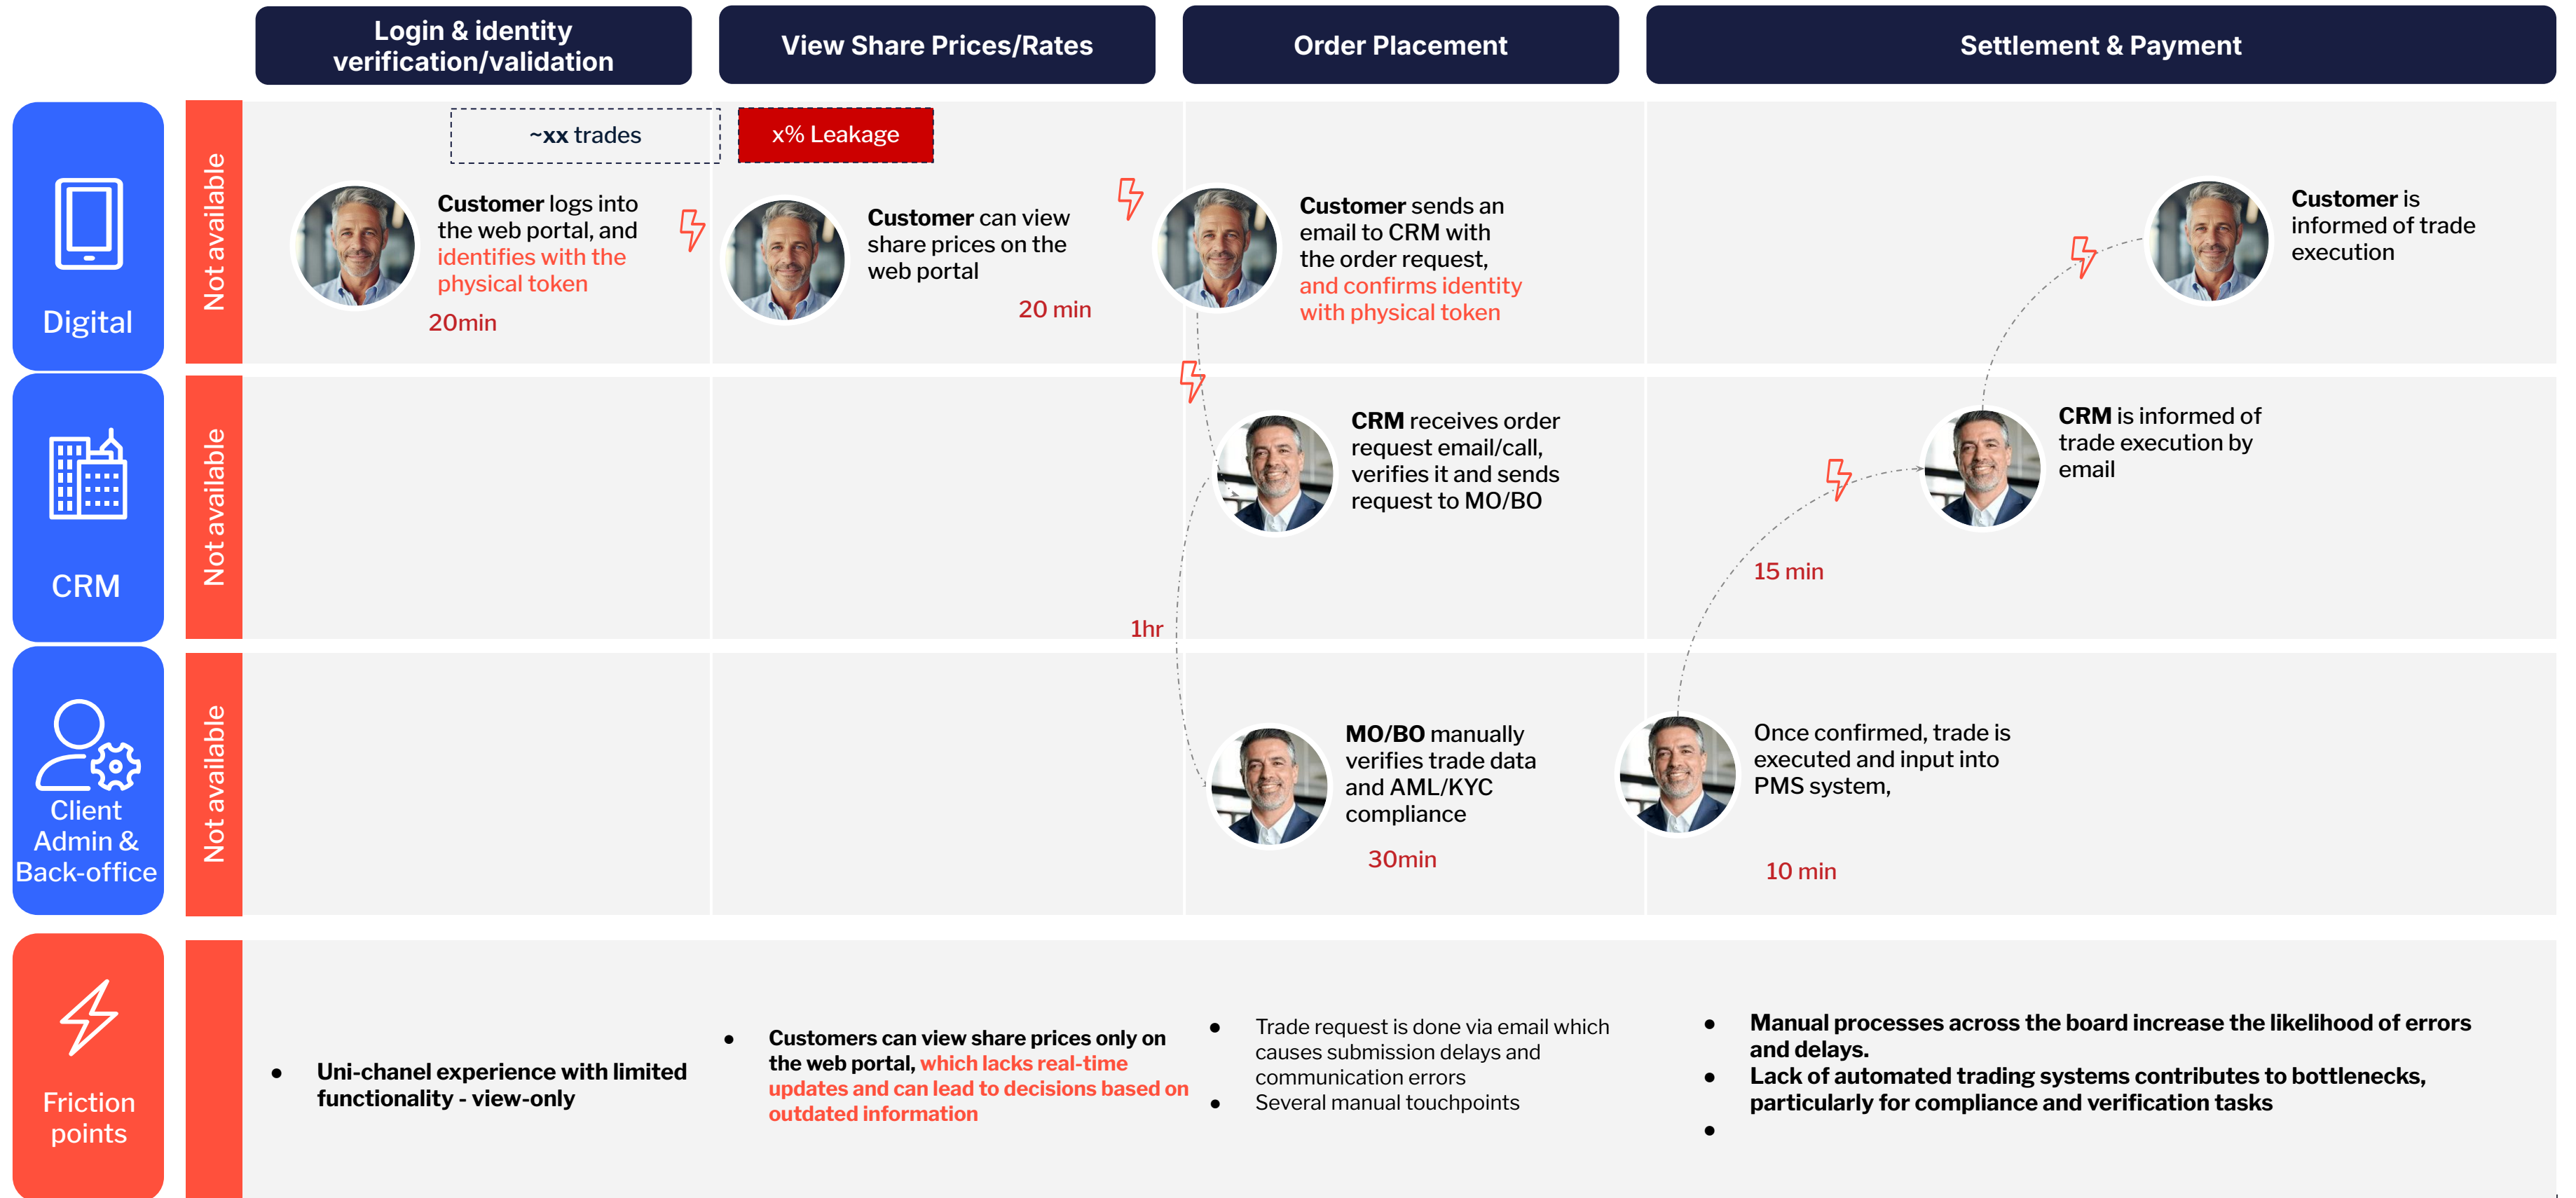 Login & identity
verification/validation
View Share Prices/Rates
Order Placement
Settlement & Payment
Digital
Not available
~xx trades
x% Leakage
Customer logs into
the web portal, and
identifies with the
physical token
20min
Customer can view
share prices on the
web portal
20 min
Customer sends an
email to CRM with
the order request,
and confirms identity
with physical token
Customer is
informed of trade
execution
CRM
Not available
CRM receives order
request email/call,
verifies it and sends
request to MO/BO
1hr
CRM is informed of
trade execution by
email
15 min
Client
Admin &
Back-office
Not available
MO/BO manually
verifies trade data
and AML/KYC
compliance
30min
Once confirmed, trade is
executed and input into
PMS system,
10 min
Friction
points
● Uni-chanel experience with limited
functionality - view-only
● Customers can view share prices only on
the web portal, which lacks real-time
updates and can lead to decisions based on
outdated information
● Trade request is done via email which
causes submission delays and
communication errors
● Several manual touchpoints
● Manual processes across the board increase the likelihood of errors
and delays.
● Lack of automated trading systems contributes to bottlenecks,
particularly for compliance and verification tasks
●